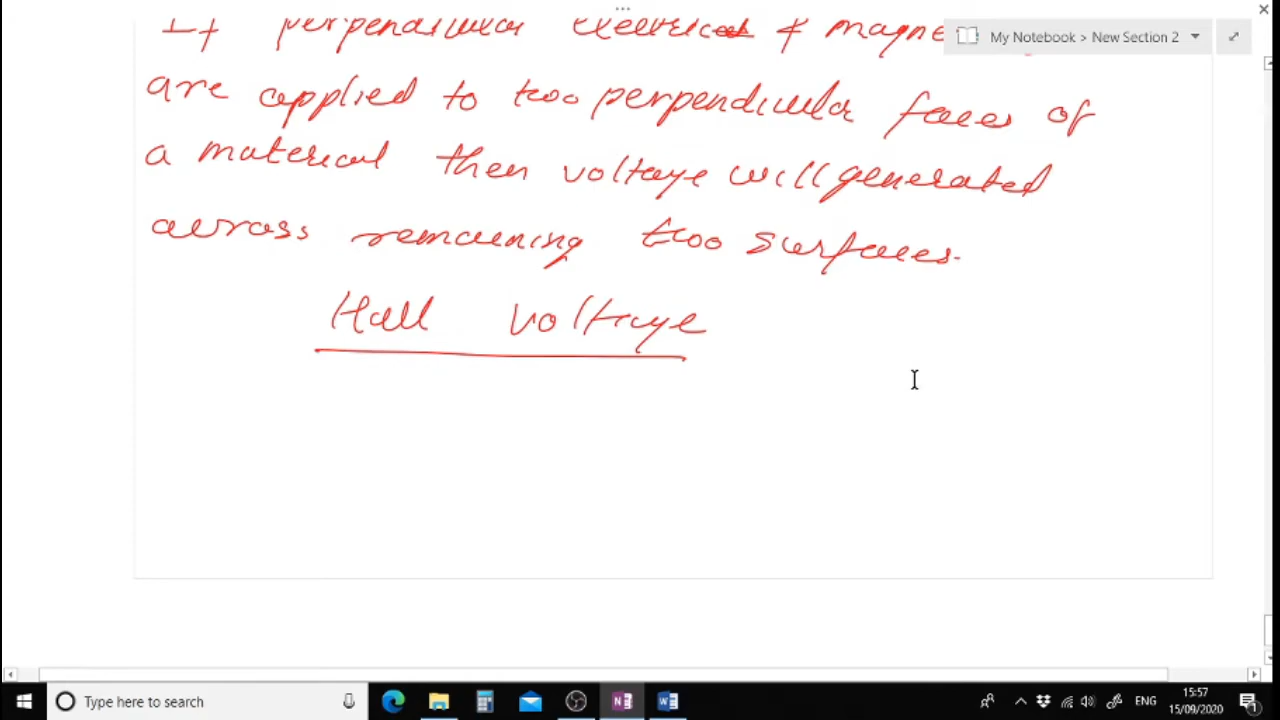 If perpendicular electrical & magne
My Notebook > New Section 2
are applied to two perpendicular faces of
a material then voltage will generated
across remaining two surfaces.
Hall voltage
Type here to search
ENG
15:57
15/09/2020
1